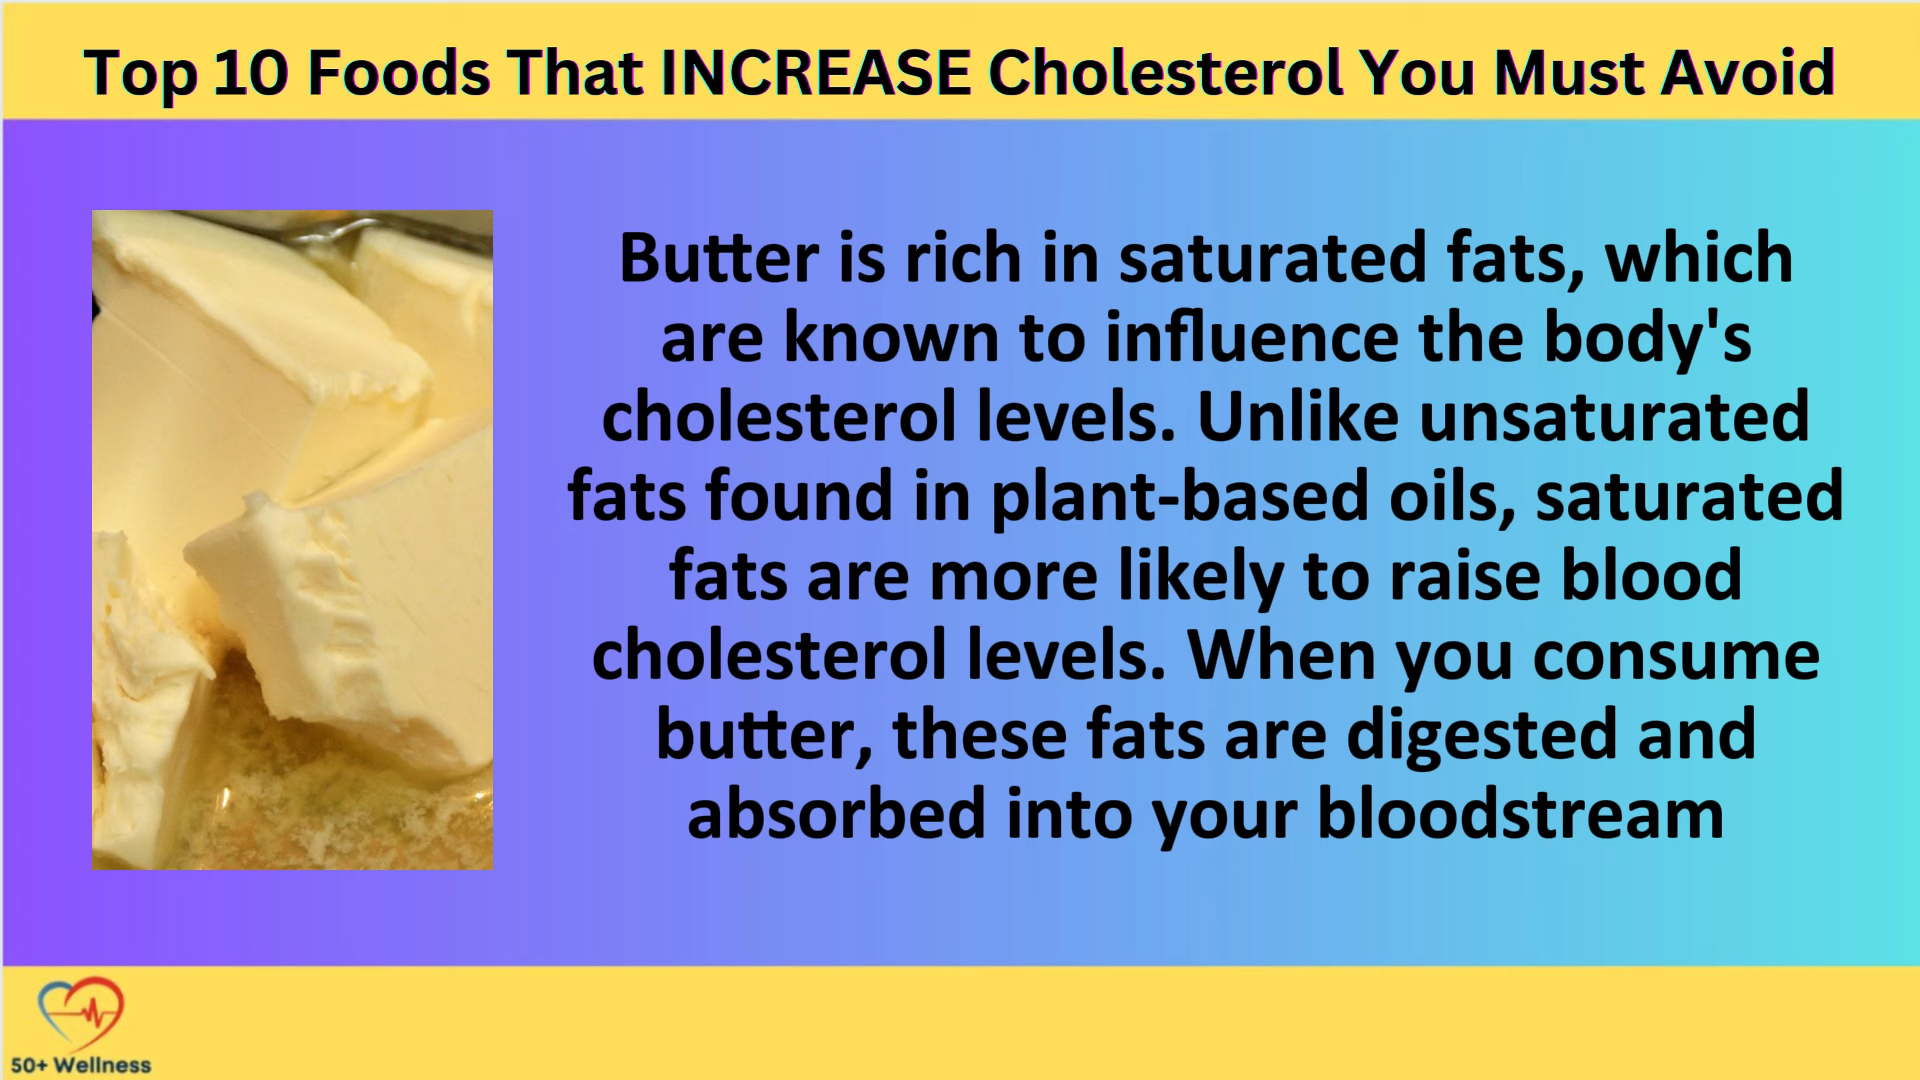 Top 10 Foods That INCREASE Cholesterol You Must Avoid
Butter is rich in saturated fats, which
are known to influence the body's
cholesterol levels. Unlike unsaturated
fats found in plant-based oils, saturated
fats are more likely to raise blood
cholesterol levels. When you consume
butter, these fats are digested and
absorbed into your bloodstream
50+ Wellness